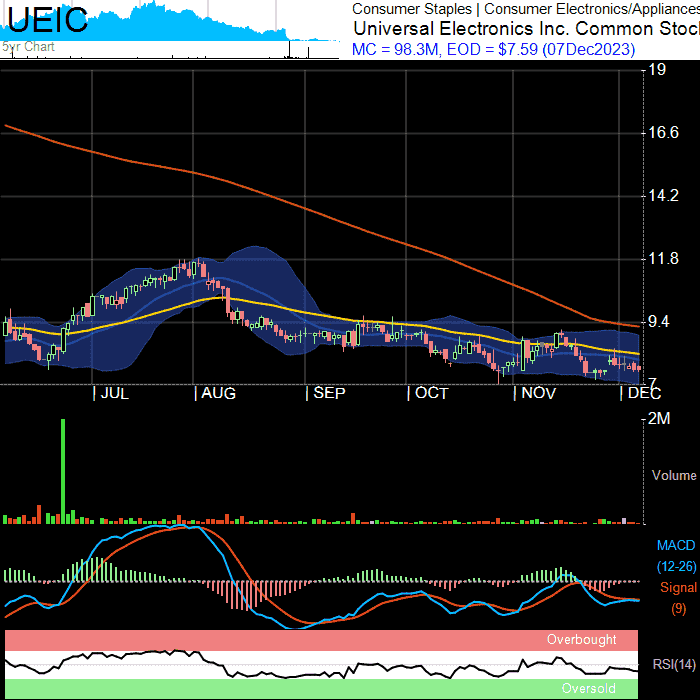 UEIC
5yr Chart
Consumer Staples | Consumer Electronics/Appliances
Universal Electronics Inc. Common Stoc
MC = 98.3M, EOD = $7.59 (07Dec2023)
19
16.6
14.2
11.8
9.4
7
JUL AUG SEP OCT NOV DEC
2M
Volume
MACD
(12-26)
Signal
(9)
Overbought
RSI(14)
Oversold